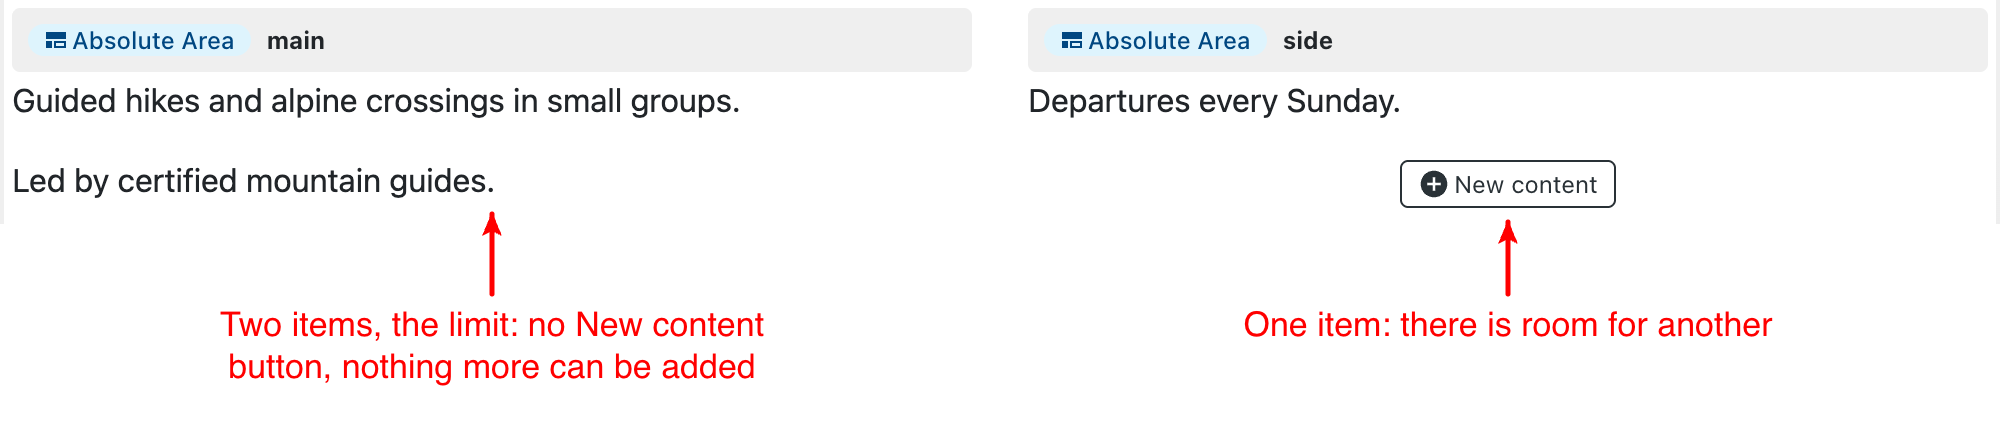 Absolute Area main
Guided hikes and alpine crossings in small groups.
Led by certified mountain guides.
Two items, the limit: no New content
button, nothing more can be added
Absolute Area side
Departures every Sunday.
New content
One item: there is room for another